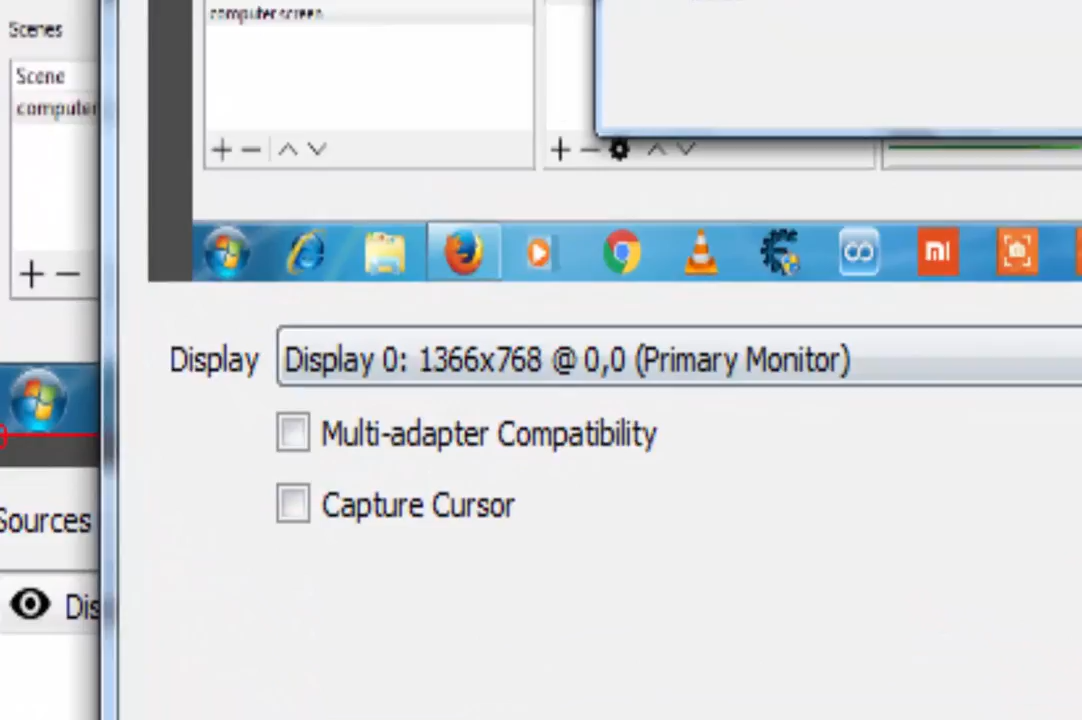 computer screen
Scenes
Scene
computer
Display
Display 0: 1366x768 @ 0,0 (Primary Monitor)
Multi-adapter Compatibility
Capture Cursor
Sources
Dis